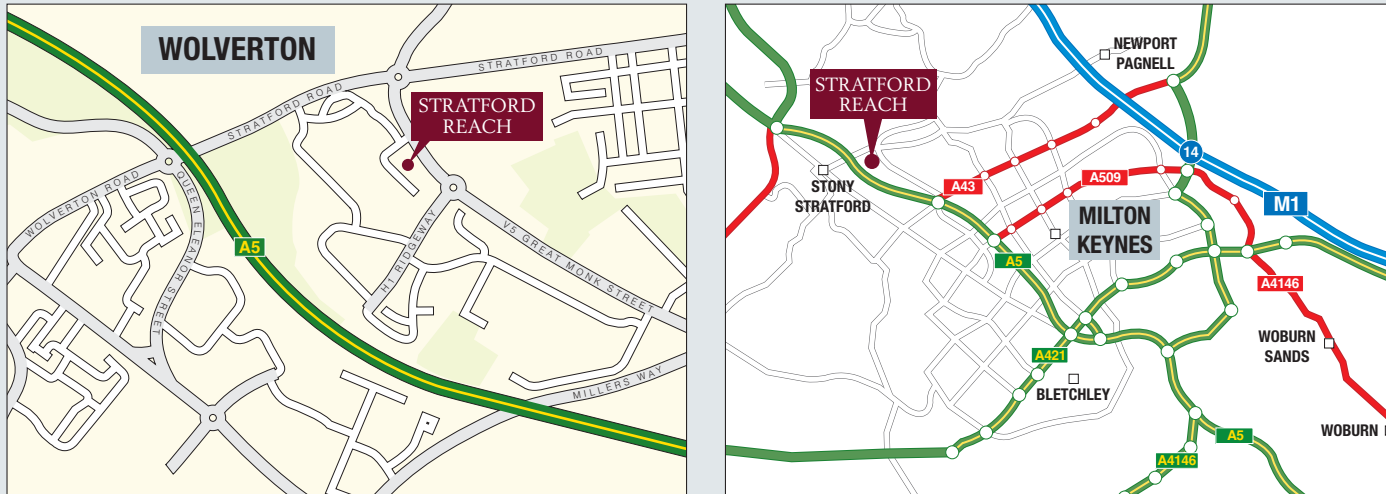 WOLVERTON
STRATFORD ROAD
STRATFORD ROAD
STRATFORD
REACH
WOLVERTON ROAD
QUEEN ELEANOR STREET
A5
H1 RIDGEWAY
V5 GREAT MONK STREET
MILLERS WAY
NEWPORT
PAGNELL
STRATFORD
REACH
14
STONY
STRATFORD
A43
A509
M1
MILTON
KEYNES
A5
A4146
WOBURN
SANDS
A421
BLETCHLEY
WOBURN
A5
A4146